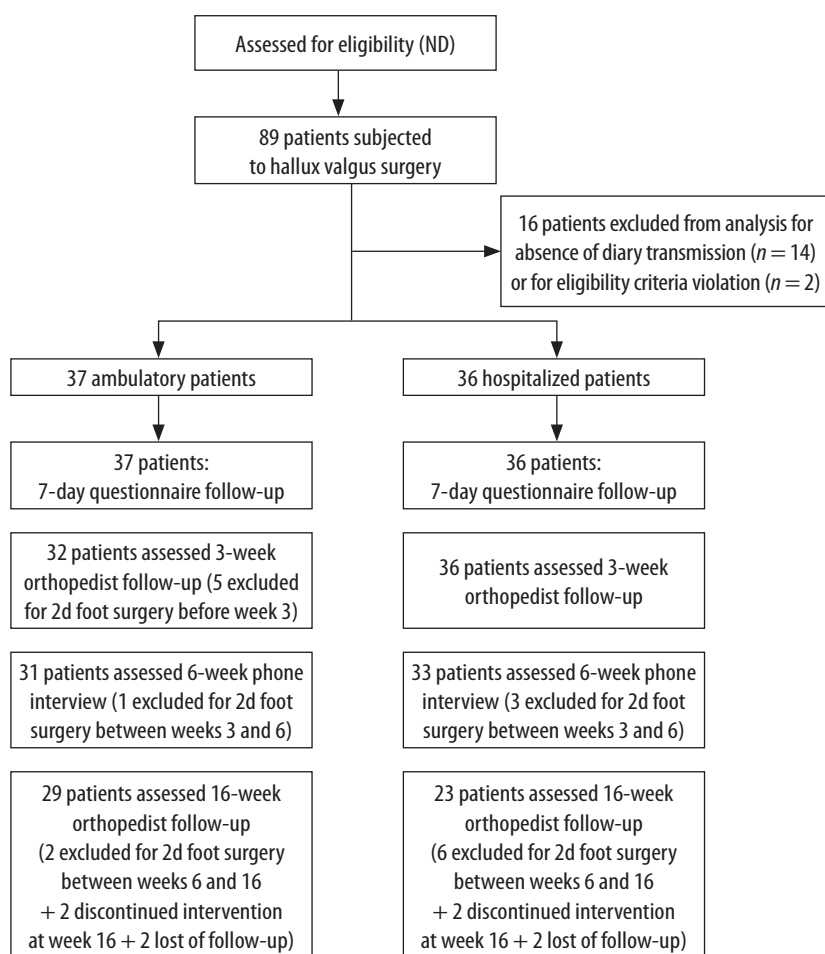 Assessed for eligibility (ND)
89 patients subjected
to hallux valgus surgery
16 patients excluded from analysis for
absence of diary transmission (n = 14)
or for eligibility criteria violation (n = 2)
37 ambulatory patients
36 hospitalized patients
37 patients:
7-day questionnaire follow-up
36 patients:
7-day questionnaire follow-up
32 patients assessed 3-week
orthopedist follow-up (5 excluded
for 2d foot surgery before week 3)
36 patients assessed 3-week
orthopedist follow-up
31 patients assessed 6-week phone
interview (1 excluded for 2d foot
surgery between weeks 3 and 6)
33 patients assessed 6-week phone
interview (3 excluded for 2d foot
surgery between weeks 3 and 6)
29 patients assessed 16-week
orthopedist follow-up
(2 excluded for 2d foot surgery
between weeks 6 and 16
+ 2 discontinued intervention
at week 16 + 2 lost of follow-up)
23 patients assessed 16-week
orthopedist follow-up
(6 excluded for 2d foot surgery
between weeks 6 and 16
+ 2 discontinued intervention
at week 16 + 2 lost of follow-up)